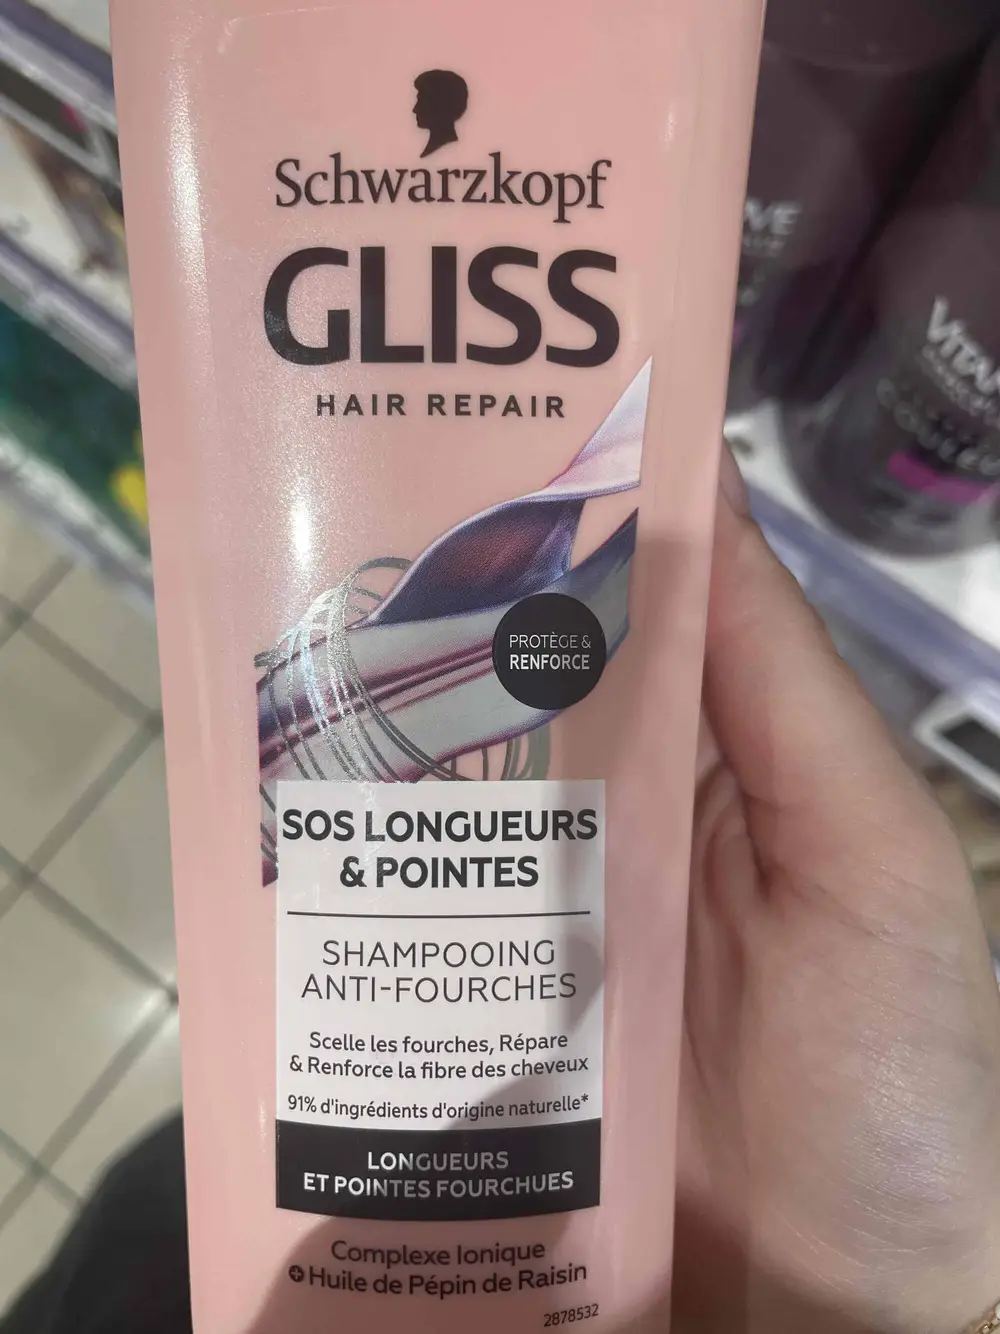 Schwarzkopf
GLISS
HAIR REPAIR
PROTÈGE &
RENFORCE
SOS LONGUEURS
& POINTES
SHAMPOOING
ANTI-FOURCHES
Scelle les fourches, Répare
& Renforce la fibre des cheveux
91% d'ingrédients d'origine naturelle*
LONGUEURS
ET POINTES FOURCHUES
Complexe Ionique
+ Huile de Pépin de Raisin
2878532